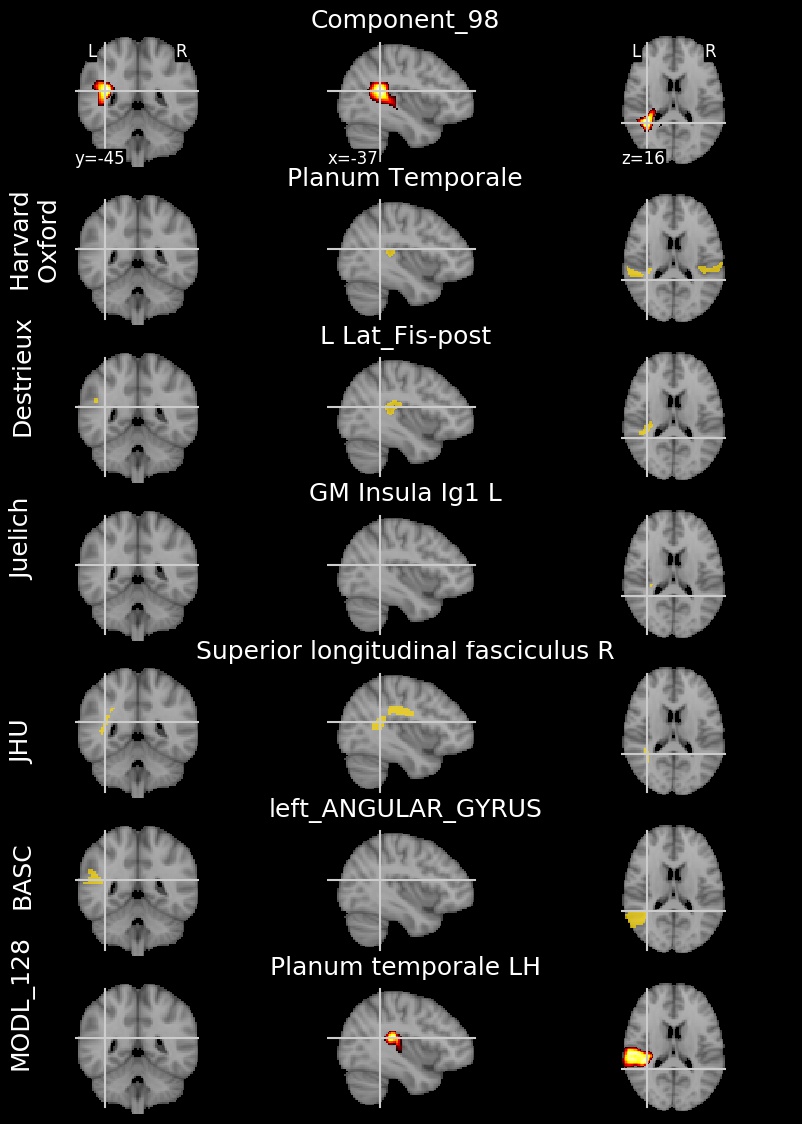 Component_98
L
R
L
R
y=-45
x=-37
z=16
Harvard
Oxford
Planum Temporale
Destrieux
L Lat_Fis-post
Juelich
GM Insula Ig1 L
JHU
Superior longitudinal fasciculus R
BASC
left_ANGULAR_GYRUS
MODL_128
Planum temporale LH